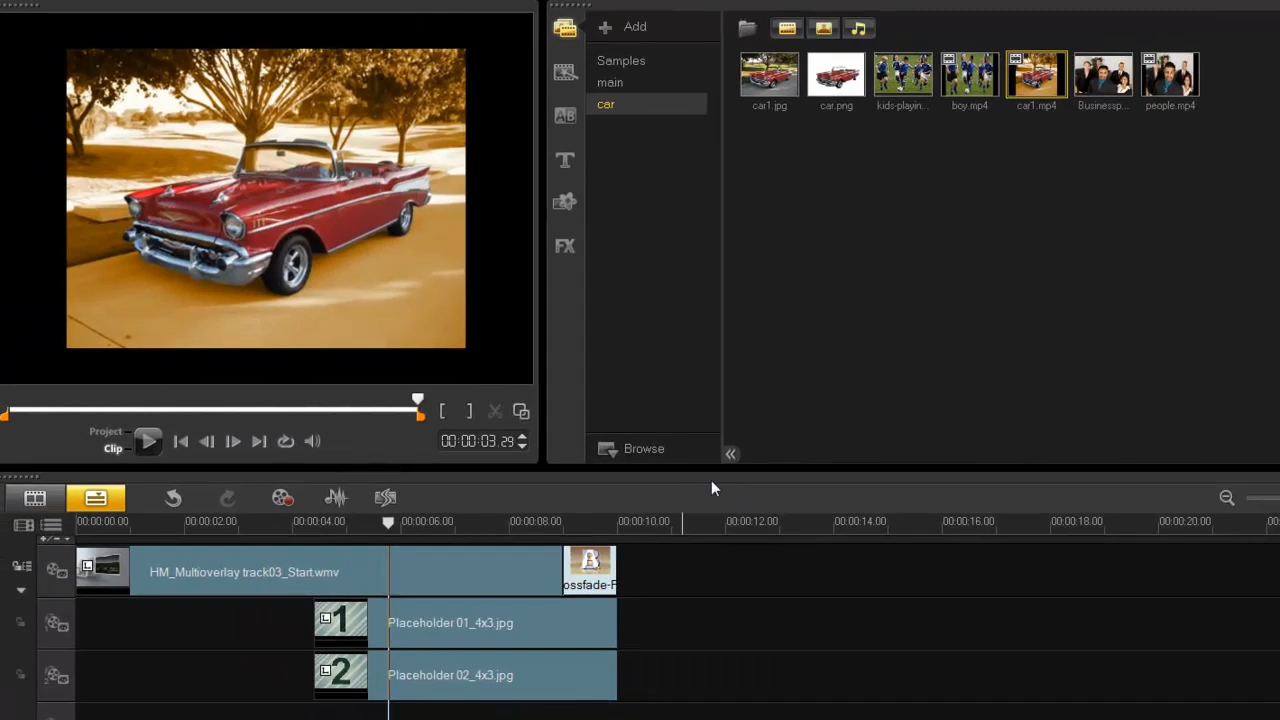 Add
Samples
main
car
car1.jpg
car.png
kids-playin...
boy.mp4
car1.mp4
Businessp...
people.mp4
AB
T
FX
Browse
Project
Clip
[ ]
00:00:03.29
00:00:00.00
00:00:02.00
00:00:04.00
00:00:06.00
00:00:08.00
00:00:10.00
00:00:12.00
00:00:14.00
00:00:16.00
00:00:18.00
00:00:20.00
HM_Multioverlay track03_Start.wmv
B
ossfade-F
1
Placeholder 01_4x3.jpg
2
Placeholder 02_4x3.jpg